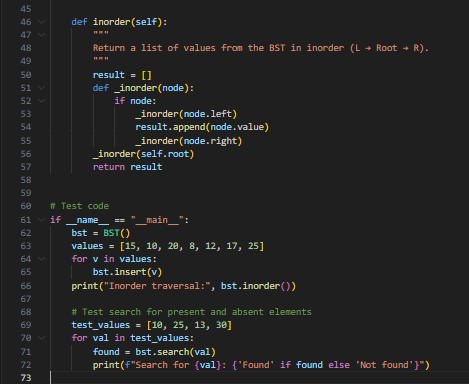 45
46 def inorder(self):
47 """
48 Return a list of values from the BST in inorder (L → Root → R).
49 """
50 result = []
51 def _inorder(node):
52 if node:
53 _inorder(node.left)
54 result.append(node.value)
55 _inorder(node.right)
56 _inorder(self.root)
57 return result
58
59
60 # Test code
61 if __name__ == "__main__":
62 bst = BST()
63 values = [15, 10, 20, 8, 12, 17, 25]
64 for v in values:
65 bst.insert(v)
66 print("Inorder traversal:", bst.inorder())
67
68 # Test search for present and absent elements
69 test_values = [10, 25, 13, 30]
70 for val in test_values:
71 found = bst.search(val)
72 print(f"Search for {val}: {'Found' if found else 'Not found'}")
73